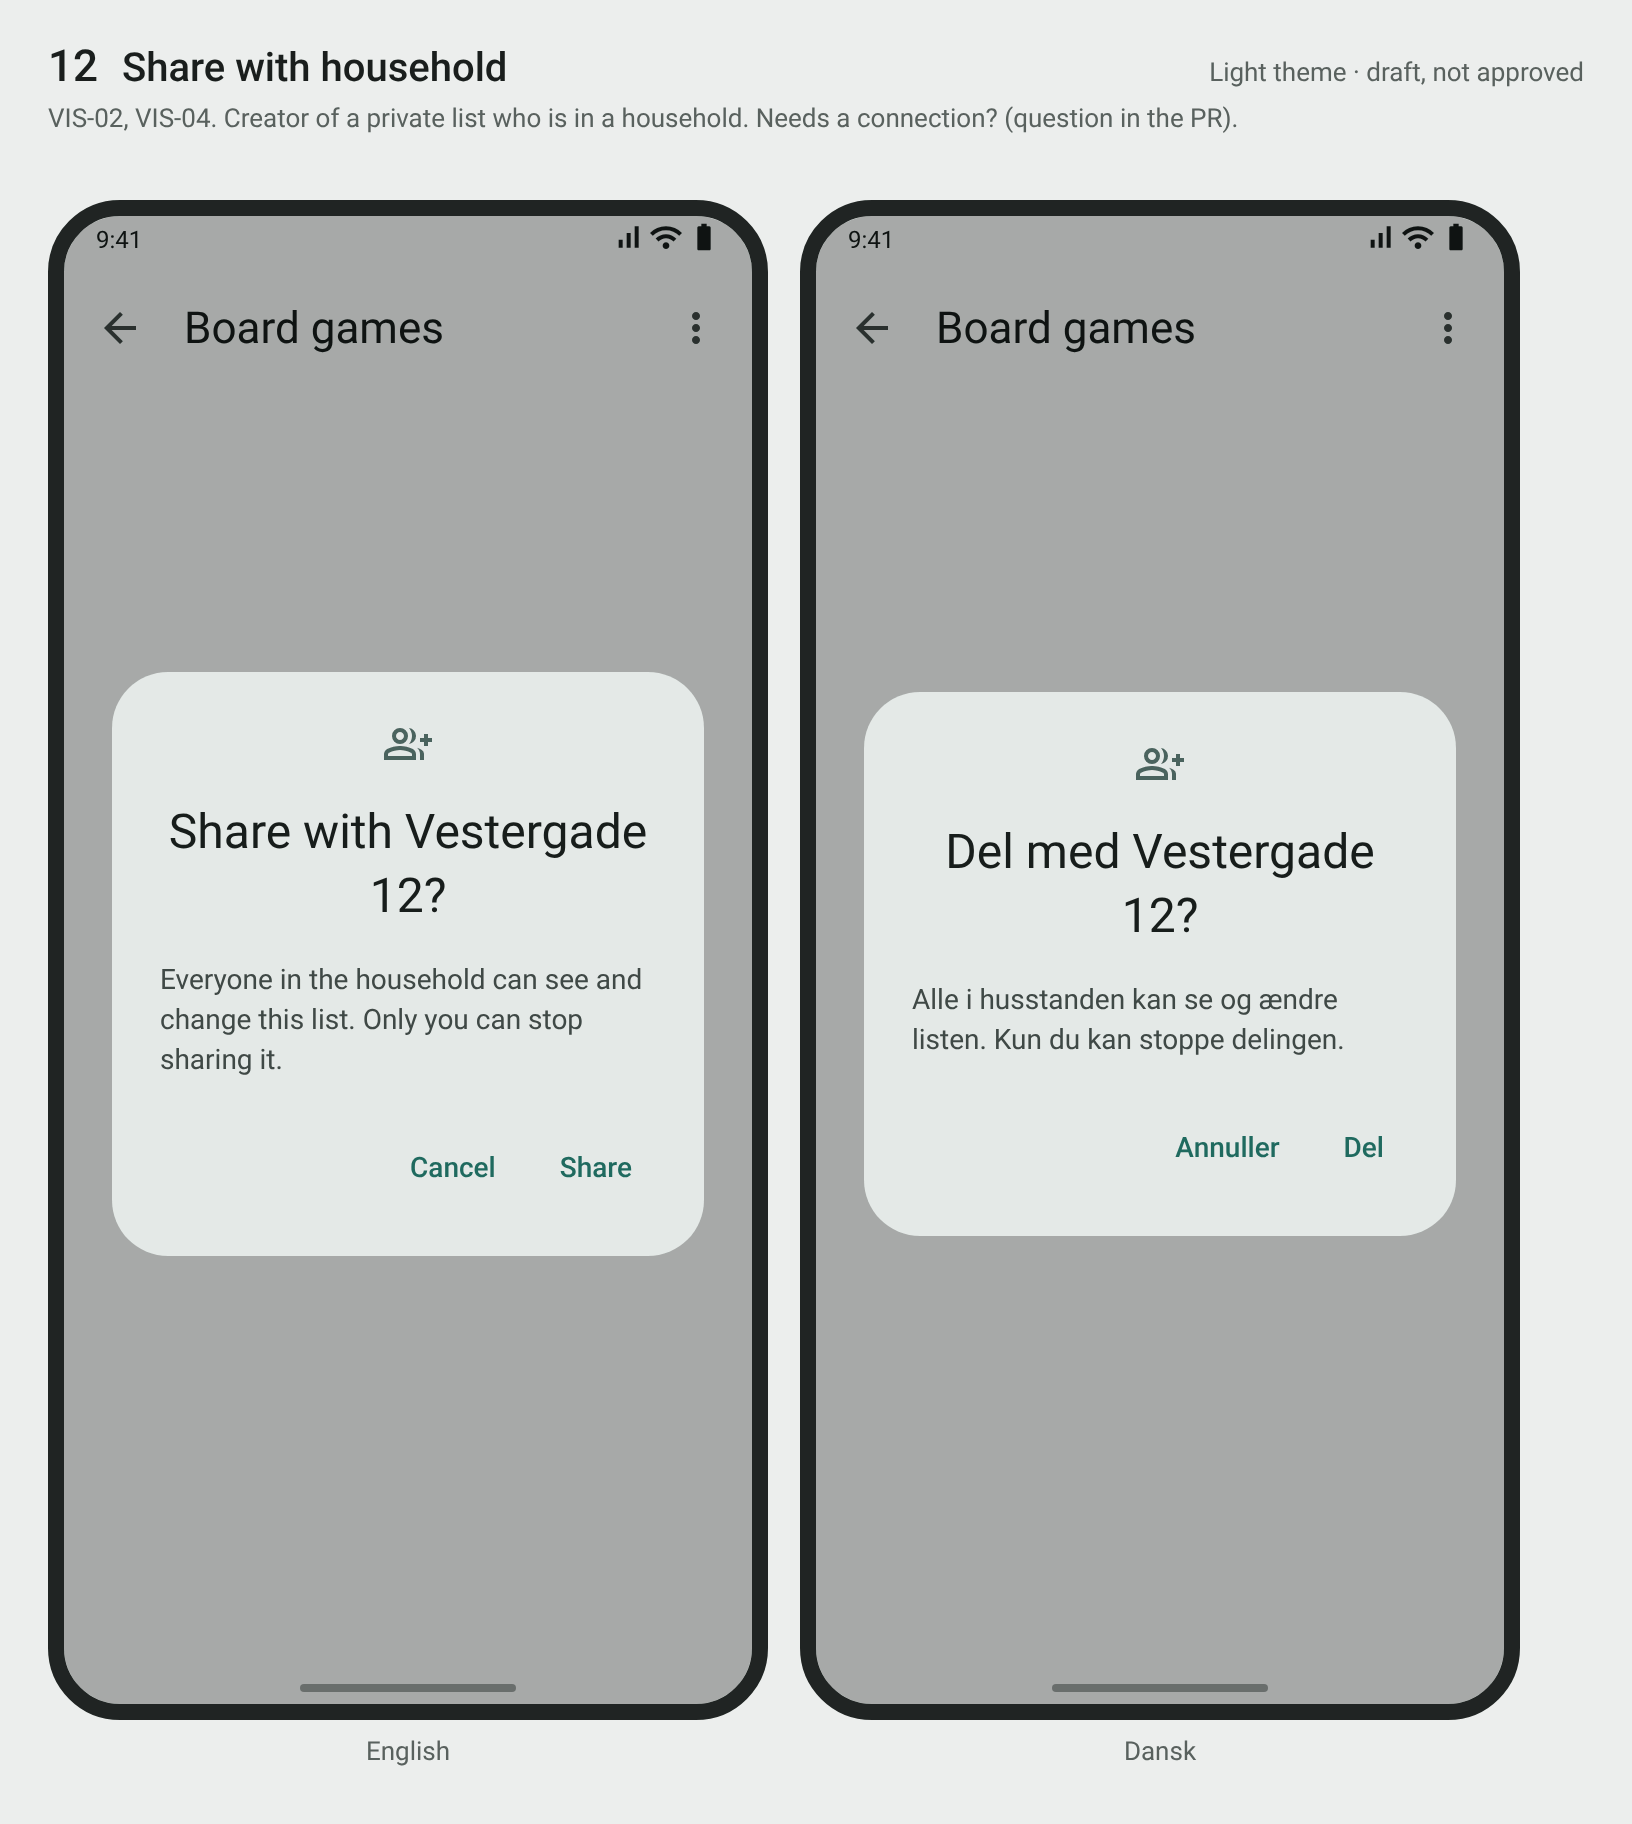 12 Share with household
Light theme · draft, not approved
VIS-02, VIS-04. Creator of a private list who is in a household. Needs a connection? (question in the PR).
9:41
Board games
Share with Vestergade
12?
Everyone in the household can see and
change this list. Only you can stop
sharing it.
Cancel Share
English
9:41
Board games
Del med Vestergade
12?
Alle i husstanden kan se og ændre
listen. Kun du kan stoppe delingen.
Annuller Del
Dansk